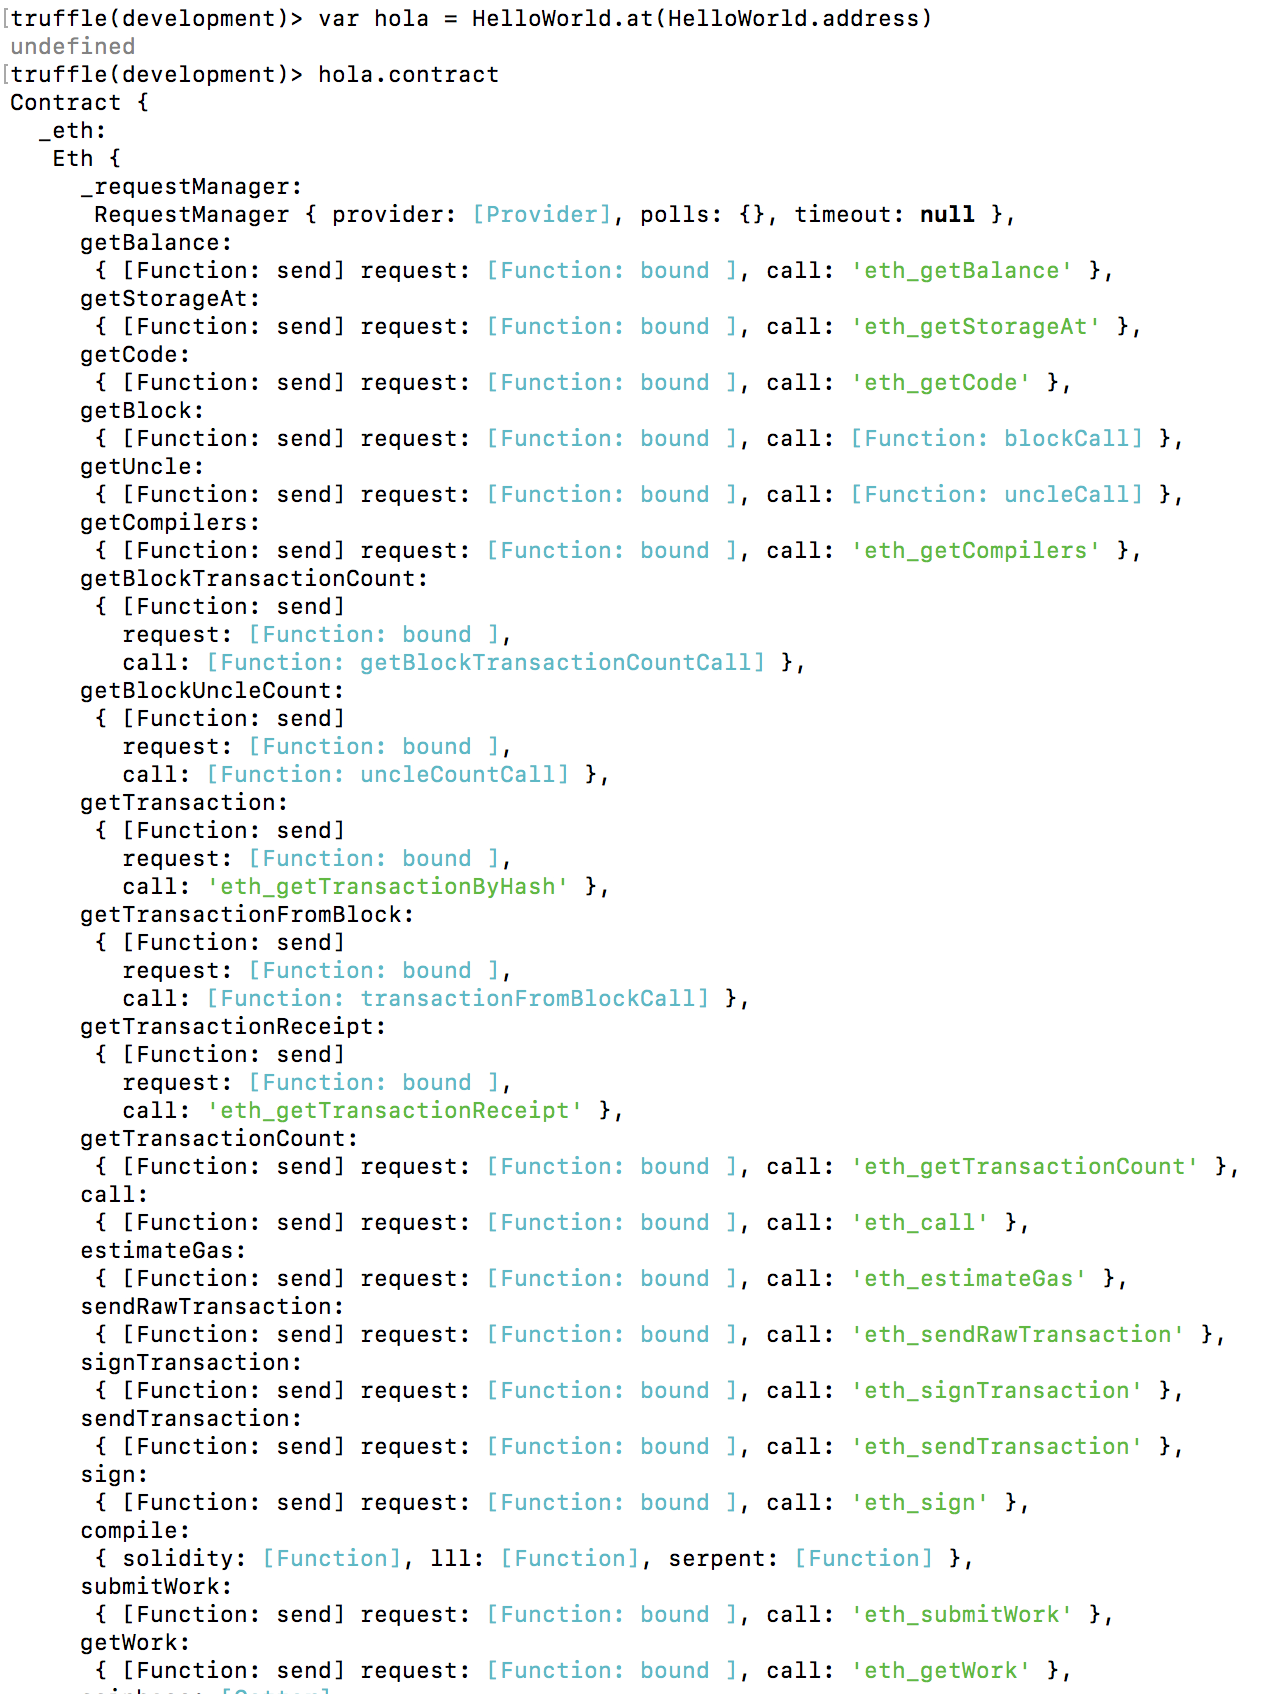 [truffle(development)> var hola = HelloWorld.at(HelloWorld.address)
undefined
[truffle(development)> hola.contract
Contract {
  _eth:
   Eth {
     _requestManager:
      RequestManager { provider: [Provider], polls: {}, timeout: null },
     getBalance:
      { [Function: send] request: [Function: bound ], call: 'eth_getBalance' },
     getStorageAt:
      { [Function: send] request: [Function: bound ], call: 'eth_getStorageAt' },
     getCode:
      { [Function: send] request: [Function: bound ], call: 'eth_getCode' },
     getBlock:
      { [Function: send] request: [Function: bound ], call: [Function: blockCall] },
     getUncle:
      { [Function: send] request: [Function: bound ], call: [Function: uncleCall] },
     getCompilers:
      { [Function: send] request: [Function: bound ], call: 'eth_getCompilers' },
     getBlockTransactionCount:
      { [Function: send]
        request: [Function: bound ],
        call: [Function: getBlockTransactionCountCall] },
     getBlockUncleCount:
      { [Function: send]
        request: [Function: bound ],
        call: [Function: uncleCountCall] },
     getTransaction:
      { [Function: send]
        request: [Function: bound ],
        call: 'eth_getTransactionByHash' },
     getTransactionFromBlock:
      { [Function: send]
        request: [Function: bound ],
        call: [Function: transactionFromBlockCall] },
     getTransactionReceipt:
      { [Function: send]
        request: [Function: bound ],
        call: 'eth_getTransactionReceipt' },
     getTransactionCount:
      { [Function: send] request: [Function: bound ], call: 'eth_getTransactionCount' },
     call:
      { [Function: send] request: [Function: bound ], call: 'eth_call' },
     estimateGas:
      { [Function: send] request: [Function: bound ], call: 'eth_estimateGas' },
     sendRawTransaction:
      { [Function: send] request: [Function: bound ], call: 'eth_sendRawTransaction' },
     signTransaction:
      { [Function: send] request: [Function: bound ], call: 'eth_signTransaction' },
     sendTransaction:
      { [Function: send] request: [Function: bound ], call: 'eth_sendTransaction' },
     sign:
      { [Function: send] request: [Function: bound ], call: 'eth_sign' },
     compile:
      { solidity: [Function], lll: [Function], serpent: [Function] },
     submitWork:
      { [Function: send] request: [Function: bound ], call: 'eth_submitWork' },
     getWork:
      { [Function: send] request: [Function: bound ], call: 'eth_getWork' },